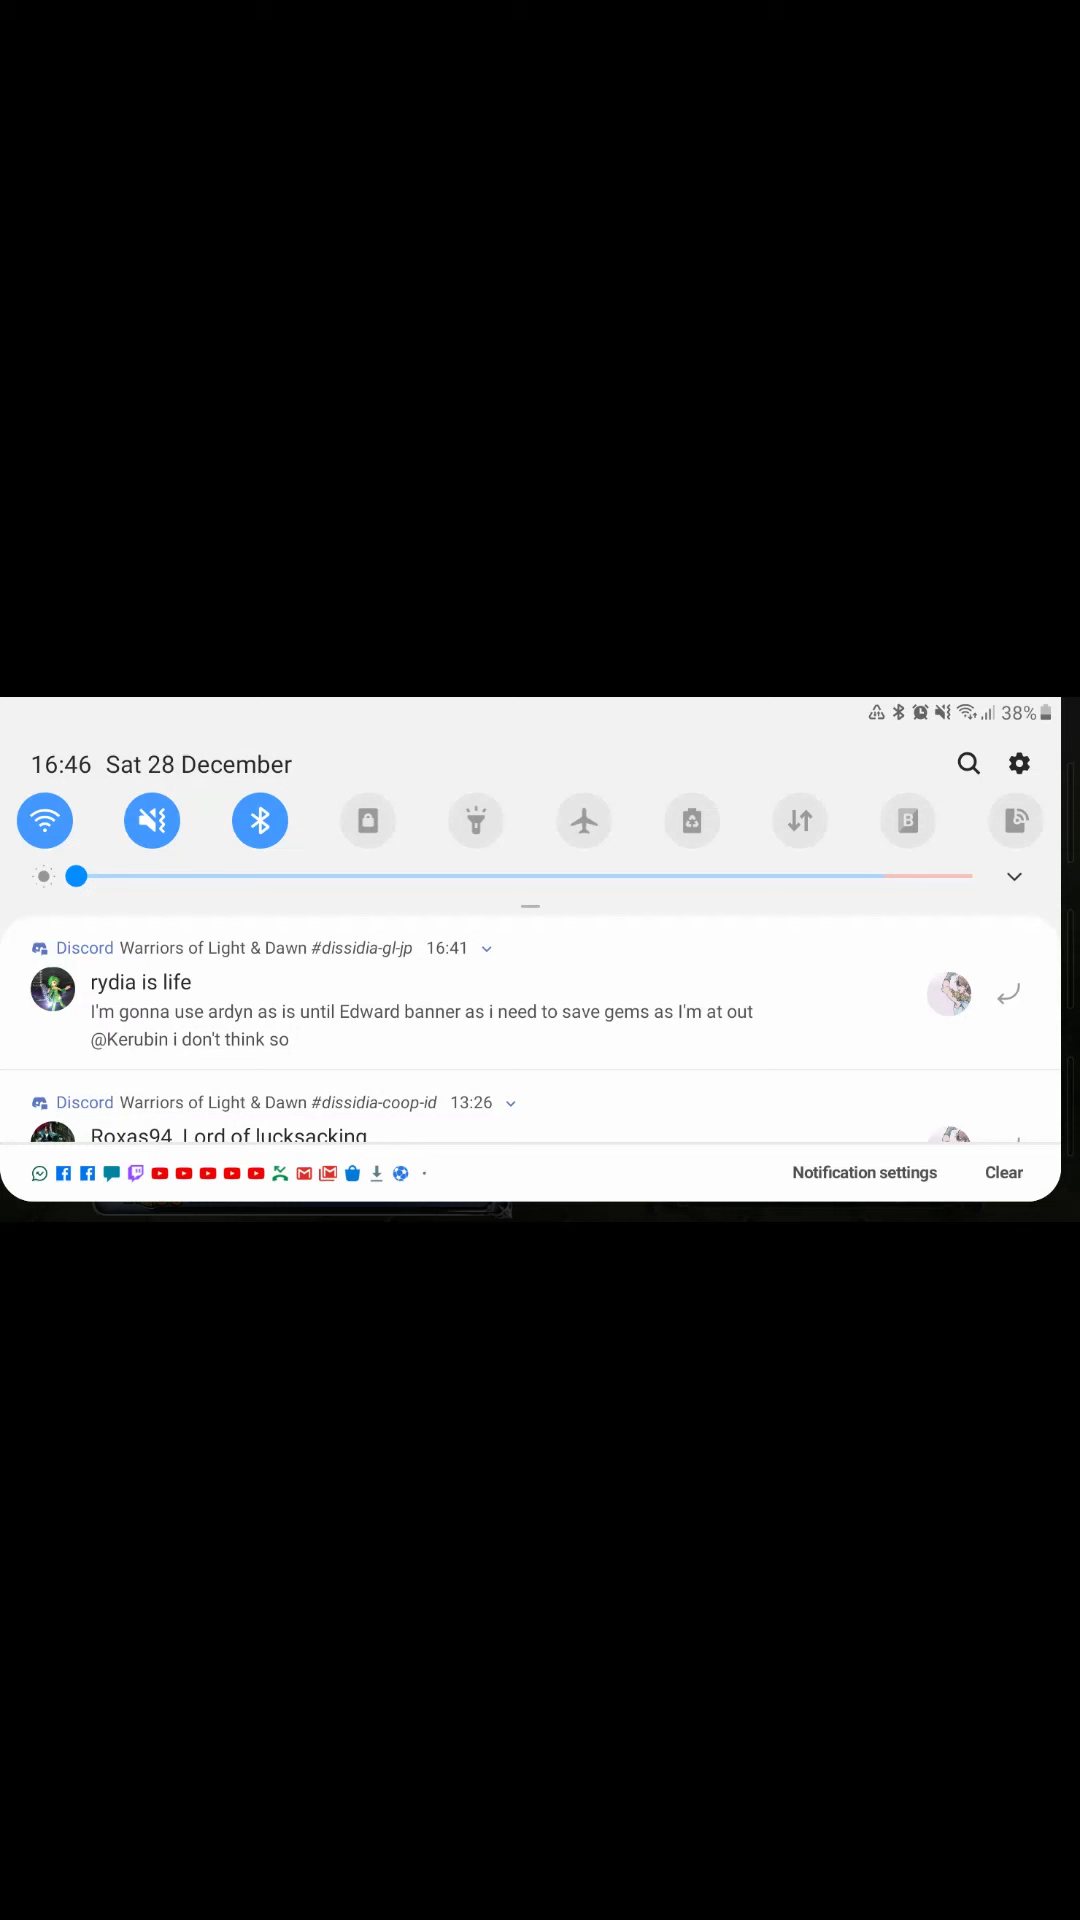 38%
16:46 Sat 28 December
B
Discord Warriors of Light & Dawn #dissidia-gl-jp 16:41
rydia is life
I'm gonna use ardyn as is until Edward banner as i need to save gems as I'm at out
@Kerubin i don't think so
Discord Warriors of Light & Dawn #dissidia-coop-id 13:26
Roxas94, Lord of lucksacking
Notification settings Clear